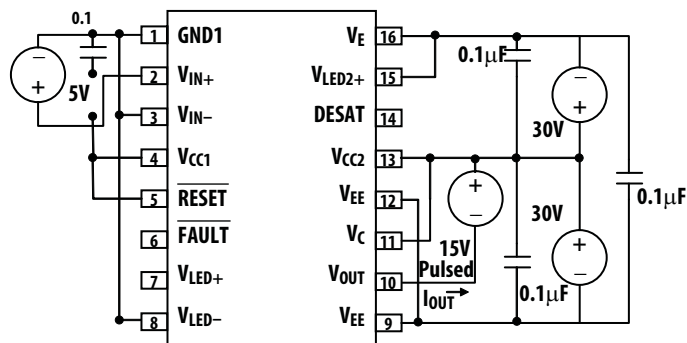 0.1
5V
1 GND1
2 VIN+
3 VIN–
4 VCC1
5 RESET
6 FAULT
7 VLED+
8 VLED–
VE 16
VLED2+ 15
DESAT 14
VCC2 13
VEE 12
VC 11
VOUT 10
VEE 9
0.1μF
30V
0.1μF
30V
15V
Pulsed
IOUT
0.1μF